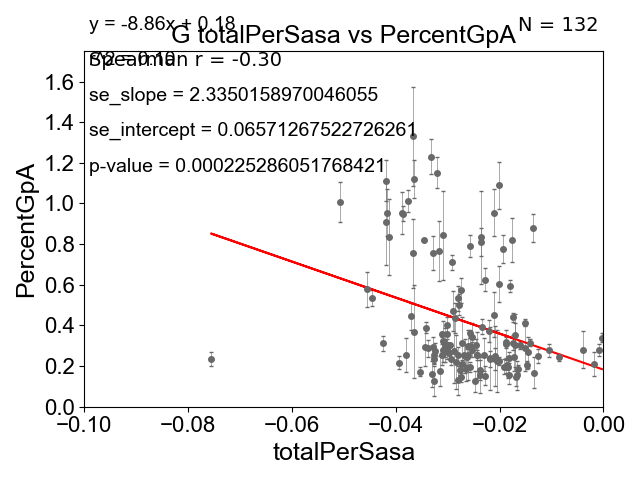 y = -8.86x + 0.18
N = 132
G totalPerSasa vs PercentGpA
Spearman r = -0.30
se_slope = 2.3350158970046055
se_intercept = 0.06571267522726261
p-value = 0.000225286051768421
PercentGpA
1.6
1.4
1.2
1.0
0.8
0.6
0.4
0.2
0.0
−0.10
−0.08
−0.06
−0.04
−0.02
0.00
totalPerSasa